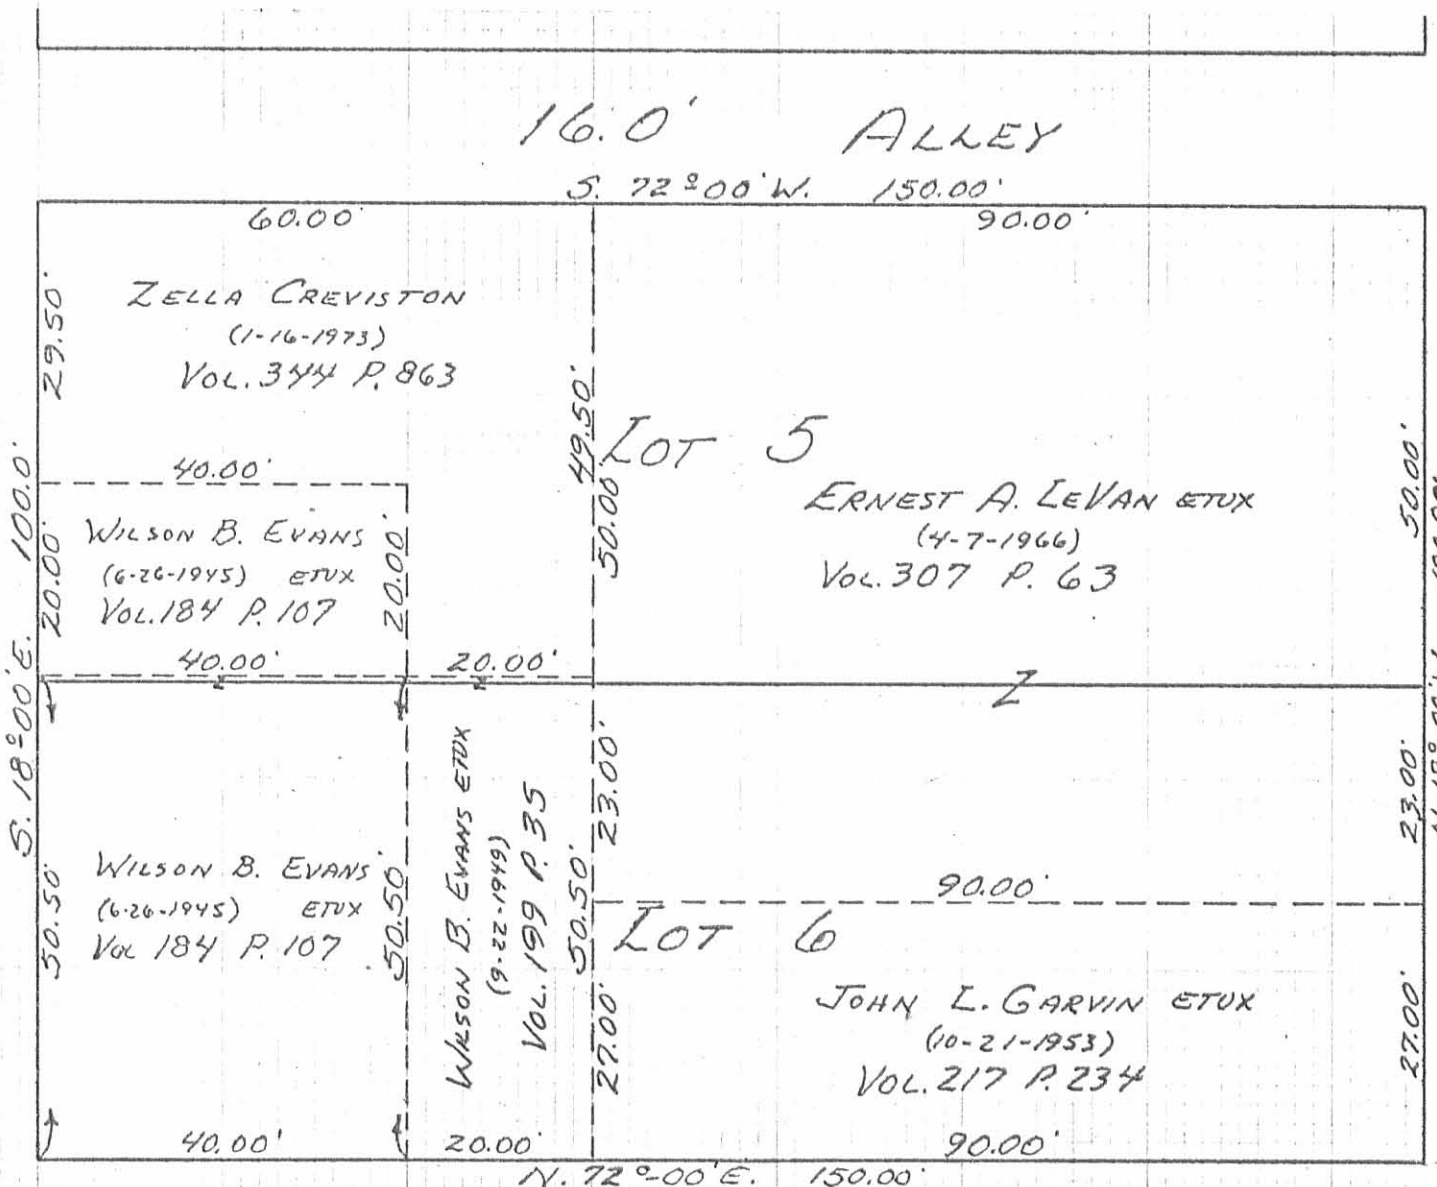 16.0' ALLEY
S. 72°00' W. 150.00'
60.00'
90.00'
29.50'
ZELLA CREVISTON
(1-16-1973)
VOL. 344 P. 863
49.50'
50.00'
LOT 5
50.00'
ERNEST A. LEVAN ETUX
(4-7-1966)
VOL. 307 P. 63
S. 18°00' E. 100.0'
40.00'
20.00'
WILSON B. EVANS
(6-26-1945) ETUX
VOL. 184 P. 107
20.00'
40.00'
20.00'
Z
50.50'
WILSON B. EVANS
(6-26-1945) ETUX
VOL 184 P. 107
50.50'
WILSON B. EVANS ETUX
(9-22-1949)
VOL. 199 P. 35
50.50'
23.00'
23.00'
90.00'
LOT 6
27.00'
JOHN L. GARVIN ETUX
(10-21-1953)
VOL. 217 P. 234
27.00'
40.00'
20.00'
90.00'
N. 72°-00' E. 150.00'